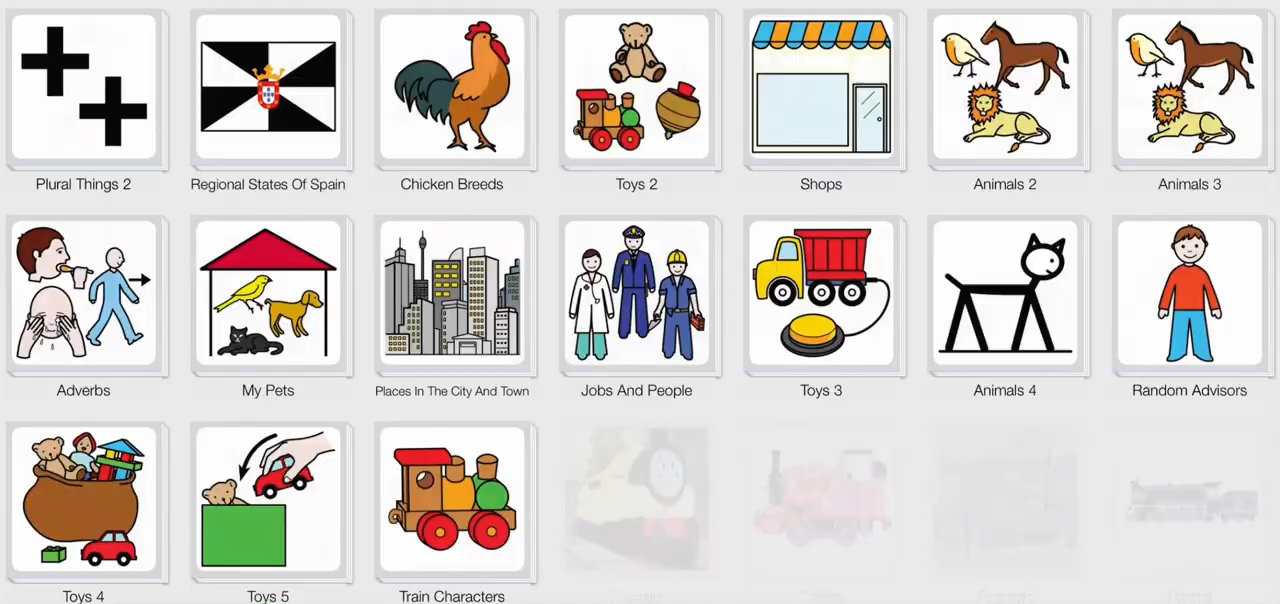 Plural Things 2
Regional States Of Spain
Chicken Breeds
Toys 2
Shops
Animals 2
Animals 3
Adverbs
My Pets
Places In The City And Town
Jobs And People
Toys 3
Animals 4
Random Advisors
Toys 4
Toys 5
Train Characters